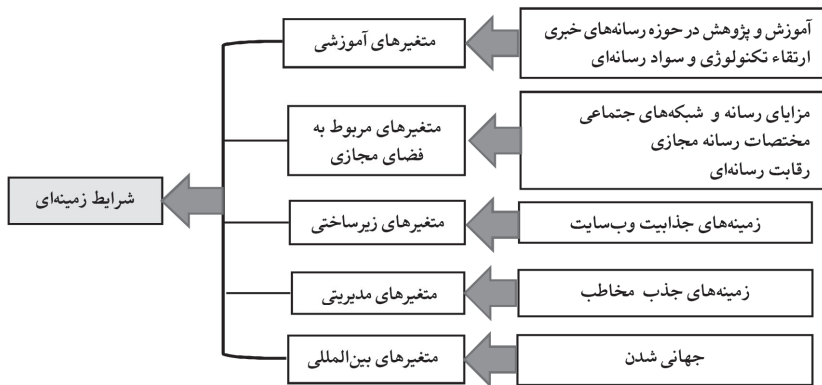 آموزش و پژوهش در حوزه رسانه‌های خبری
ارتقاء تکنولوژی و سواد رسانه‌ای
متغیرهای آموزشی
مزایای رسانه و شبکه‌های جتماعی
مختصات رسانه مجازی
رقابت رسانه‌ای
متغیرهای مربوط به
فضای مجازی
شرایط زمینه‌ای
زمینه‌های جذابیت وب‌سایت
متغیرهای زیرساختی
زمینه‌های جذب مخاطب
متغیرهای مدیریتی
جهانی شدن
متغیرهای بین‌المللی